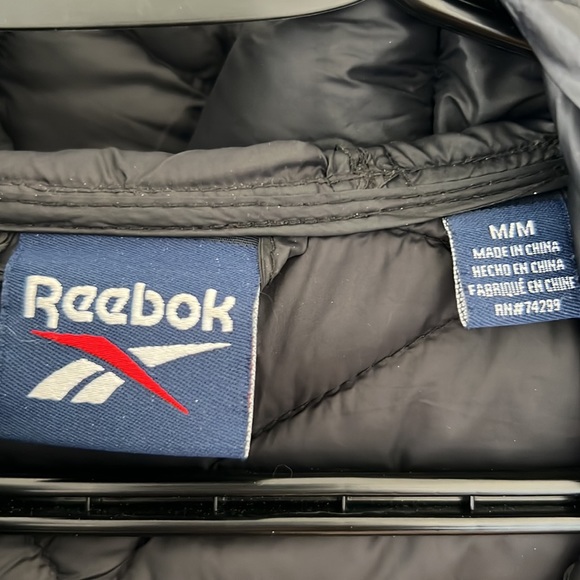 Reebok
M/M
MADE IN CHINA
HECHO EN CHINA
FABRIQUÉ EN CHINE
RN#74299